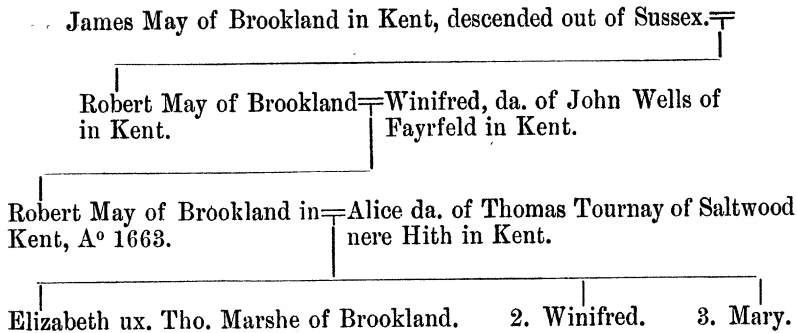 James May of Brookland in Kent, descended out of Sussex.
Robert May of Brookland Winifred, da. of John Wells of
in Kent. Fayrfeld in Kent.
Robert May of Brookland in Alice da. of Thomas Tournay of Saltwood
Kent, Aº 1663. nere Hith in Kent.
Elizabeth ux. Tho. Marshe of Brookland. 2. Winifred. 3. Mary.